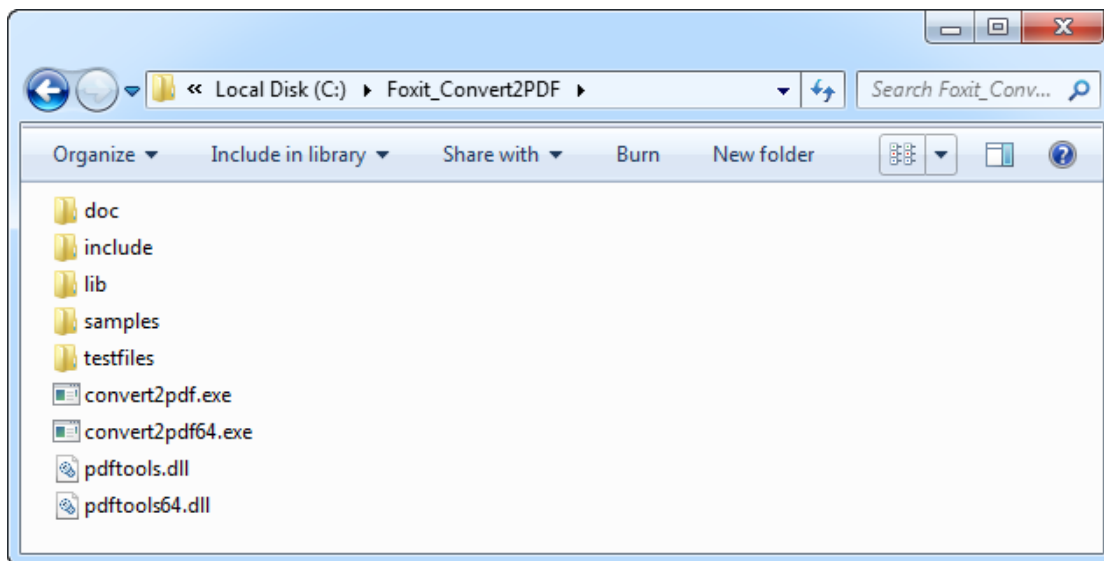 « Local Disk (C:) ▸ Foxit_Convert2PDF ▸ Search Foxit_Conv...
Organize Include in library Share with Burn New folder
doc
include
lib
samples
testfiles
convert2pdf.exe
convert2pdf64.exe
pdftools.dll
pdftools64.dll